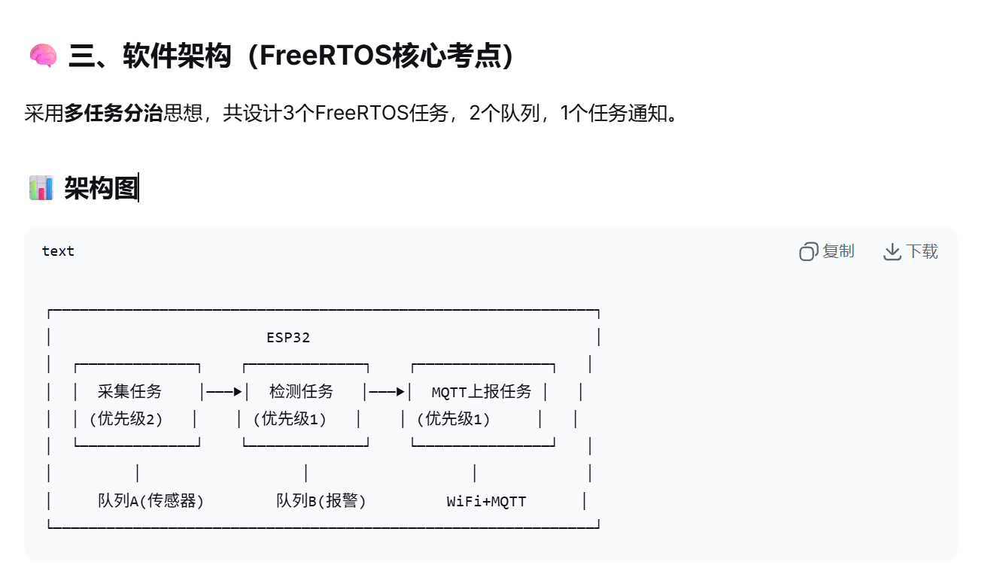 🧠 三、软件架构（FreeRTOS核心考点）
采用多任务分治思想，共设计3个FreeRTOS任务，2个队列，1个任务通知。
📊 架构图
text 复制 下载
ESP32
采集任务 检测任务 MQTT上报任务
(优先级2) (优先级1) (优先级1)
队列A(传感器) 队列B(报警) WiFi+MQTT